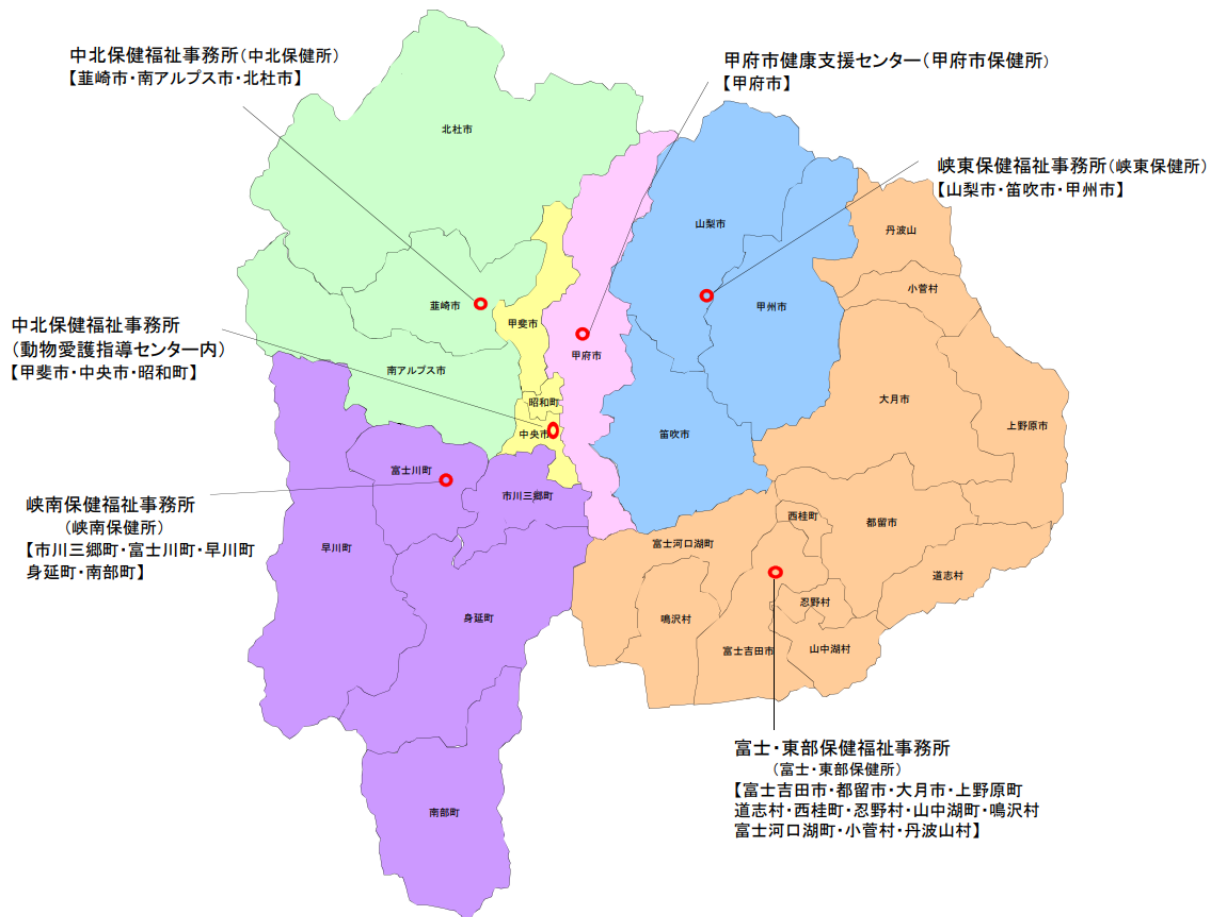 中北保健福祉事務所(中北保健所)
【韮崎市・南アルプス市・北杜市】
甲府市健康支援センター(甲府市保健所)
【甲府市】
峡東保健福祉事務所(峡東保健所)
【山梨市・笛吹市・甲州市】
中北保健福祉事務所
(動物愛護指導センター内)
【甲斐市・中央市・昭和町】
峡南保健福祉事務所
(峡南保健所)
【市川三郷町・富士川町・早川町
身延町・南部町】
富士・東部保健福祉事務所
(富士・東部保健所)
【富士吉田市・都留市・大月市・上野原町
道志村・西桂町・忍野村・山中湖町・鳴沢村
富士河口湖町・小菅村・丹波山村】
北杜市
山梨市
丹波山
小菅村
韮崎市
甲斐市
甲州市
甲府市
南アルプス市
昭和町
大月市
上野原市
中央市
笛吹市
富士川町
市川三郷町
西桂町
都留市
早川町
富士河口湖町
道志村
忍野村
身延町
鳴沢村
富士吉田市
山中湖村
南部町